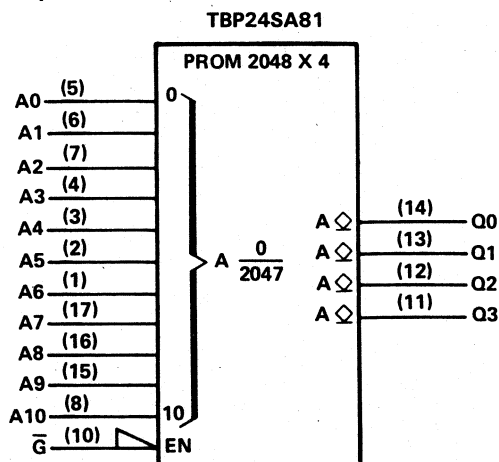 TBP24SA81
PROM 2048 X 4
A0 (5) 0
A1 (6)
A2 (7)
A3 (4)
A4 (3)
A5 (2)
A6 (1)
A7 (17)
A8 (16)
A9 (15)
A10 (8) 10
G̅ (10) EN
A 0/2047
A (14) Q0
A (13) Q1
A (12) Q2
A (11) Q3